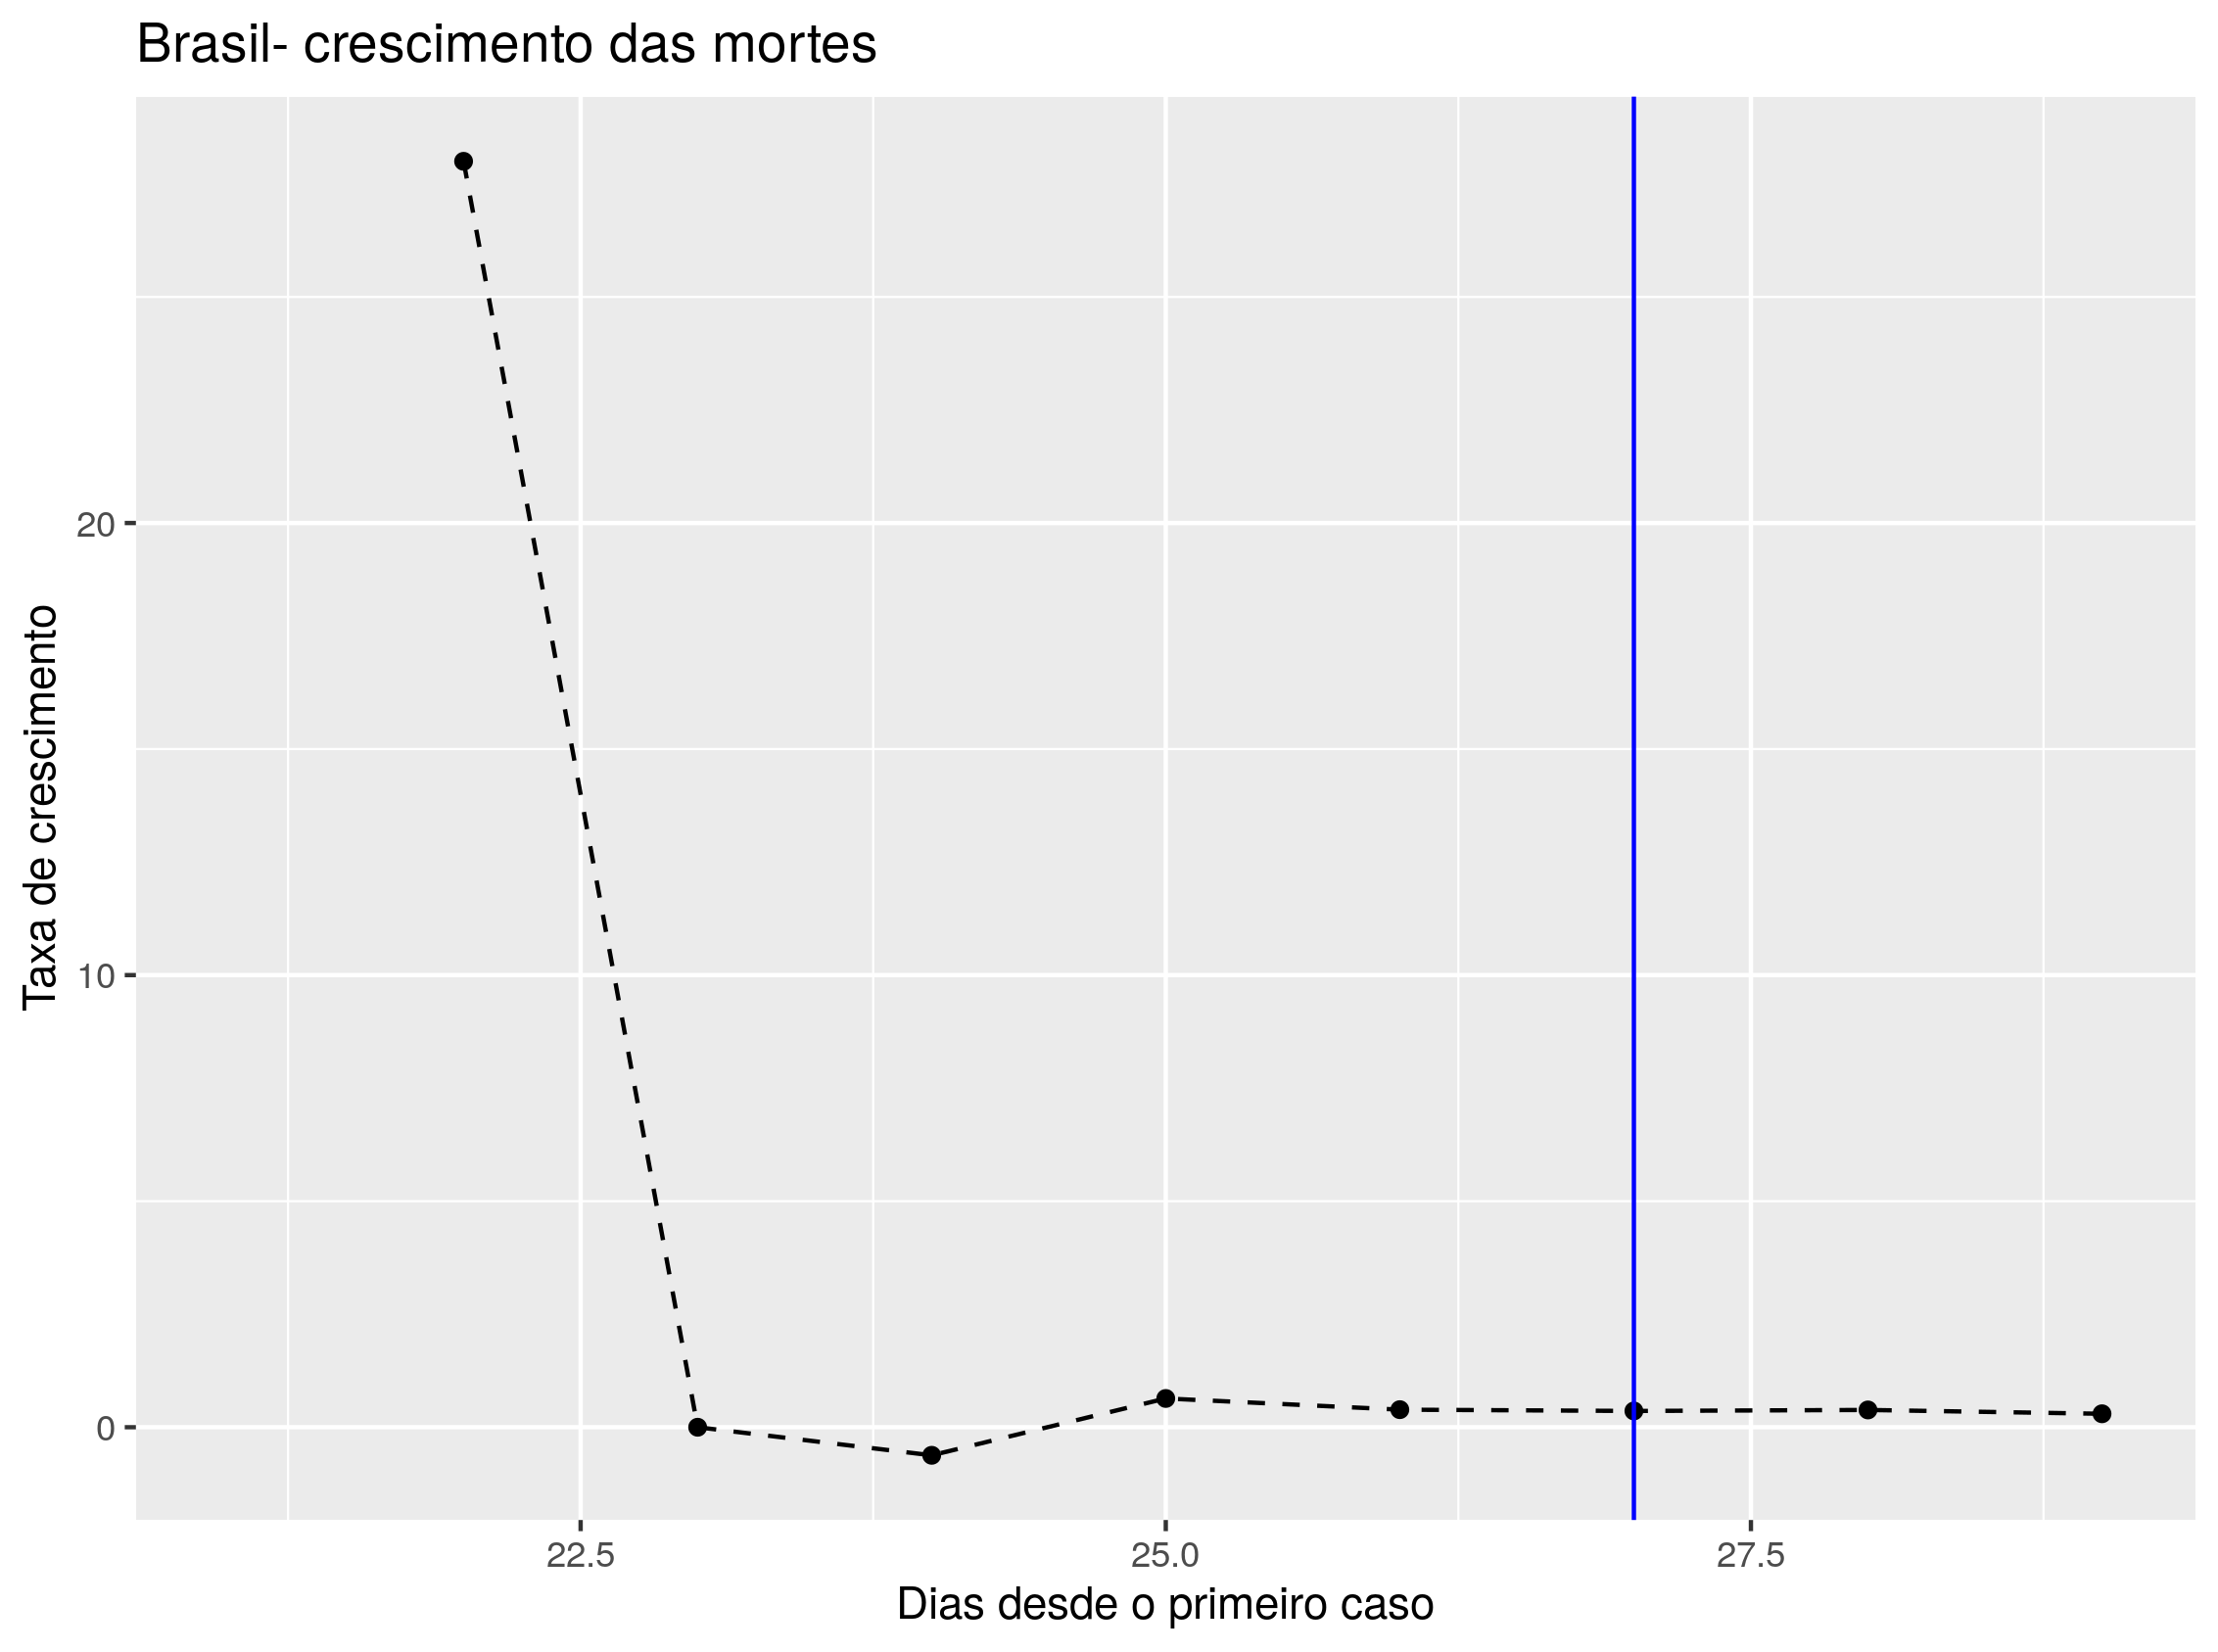 Brasil- crescimento das mortes
Taxa de crescimento
20
10
0
22.5
25.0
27.5
Dias desde o primeiro caso